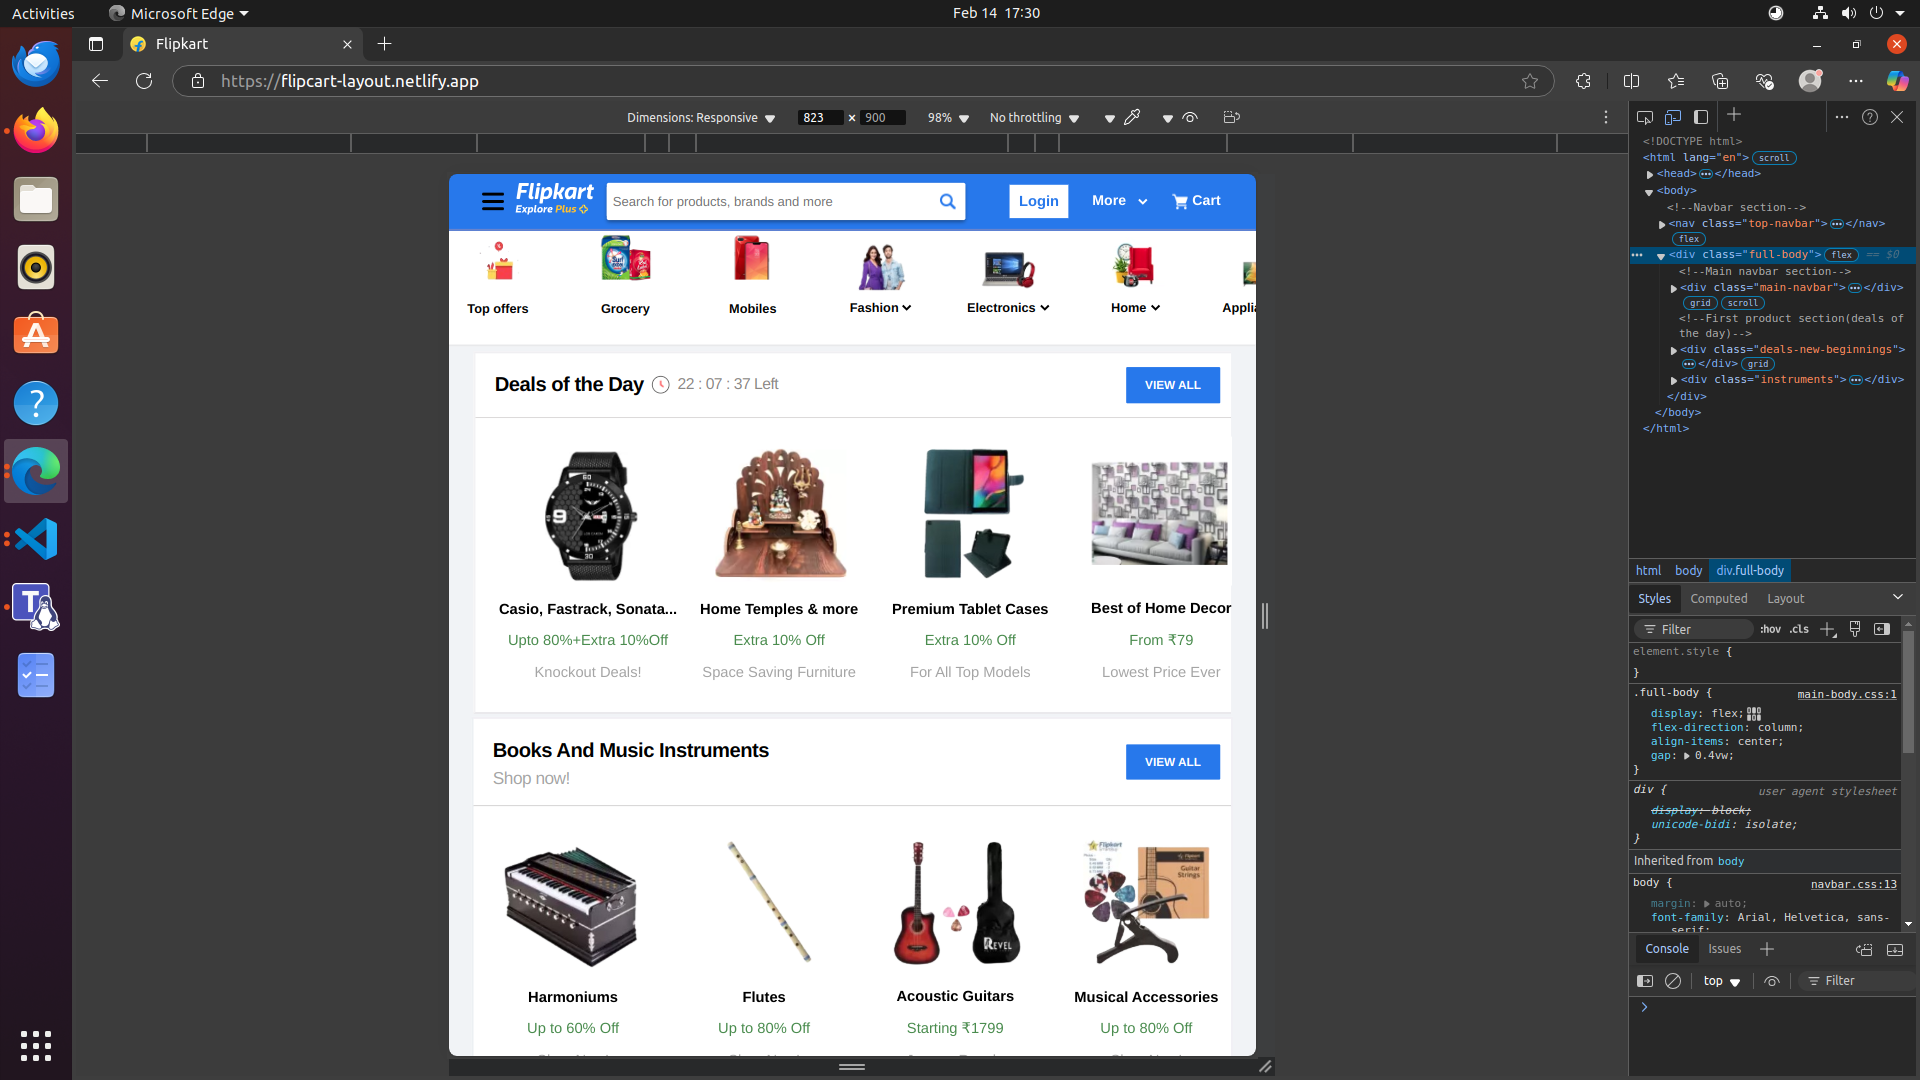 Activities
Microsoft Edge
Feb 14 17:30
Flipkart
https://flipcart-layout.netlify.app
Dimensions: Responsive
823 × 900
98%
No throttling
Flipkart
Explore Plus
Search for products, brands and more
Login
More
Cart
Top offers
Grocery
Mobiles
Fashion
Electronics
Home
Deals of the Day
22 : 07 : 37 Left
VIEW ALL
Casio, Fastrack, Sonata...
Home Temples & more
Premium Tablet Cases
Best of Home Decor
Upto 80%+Extra 10%Off
Extra 10% Off
Extra 10% Off
From ₹79
Knockout Deals!
Space Saving Furniture
For All Top Models
Lowest Price Ever
Books And Music Instruments
Shop now!
VIEW ALL
REVEL
Flipkart
Guitar
Strings
Harmoniums
Flutes
Acoustic Guitars
Musical Accessories
Up to 60% Off
Up to 80% Off
Starting ₹1799
Up to 80% Off
<!DOCTYPE html>
<html lang="en"> scroll
<head> ••• </head>
<body>
<!--Navbar section-->
<nav class="top-navbar"> ••• </nav>
flex
••• <div class="full-body"> flex == $0
<!--Main navbar section-->
<div class="main-navbar"> ••• </div>
grid scroll
<!--First product section(deals of
the day)-->
<div class="deals-new-beginnings">
••• </div> grid
<div class="instruments"> ••• </div>
</div>
</body>
</html>
html body div.full-body
Styles Computed Layout
Filter :hov .cls
element.style {
}
.full-body { main-body.css:1
display: flex;
flex-direction: column;
align-items: center;
gap: 0.4vw;
}
div { user agent stylesheet
display: block;
unicode-bidi: isolate;
}
Inherited from body
body { navbar.css:13
margin: auto;
font-family: Arial, Helvetica, sans-
serif;
Console Issues
top Filter